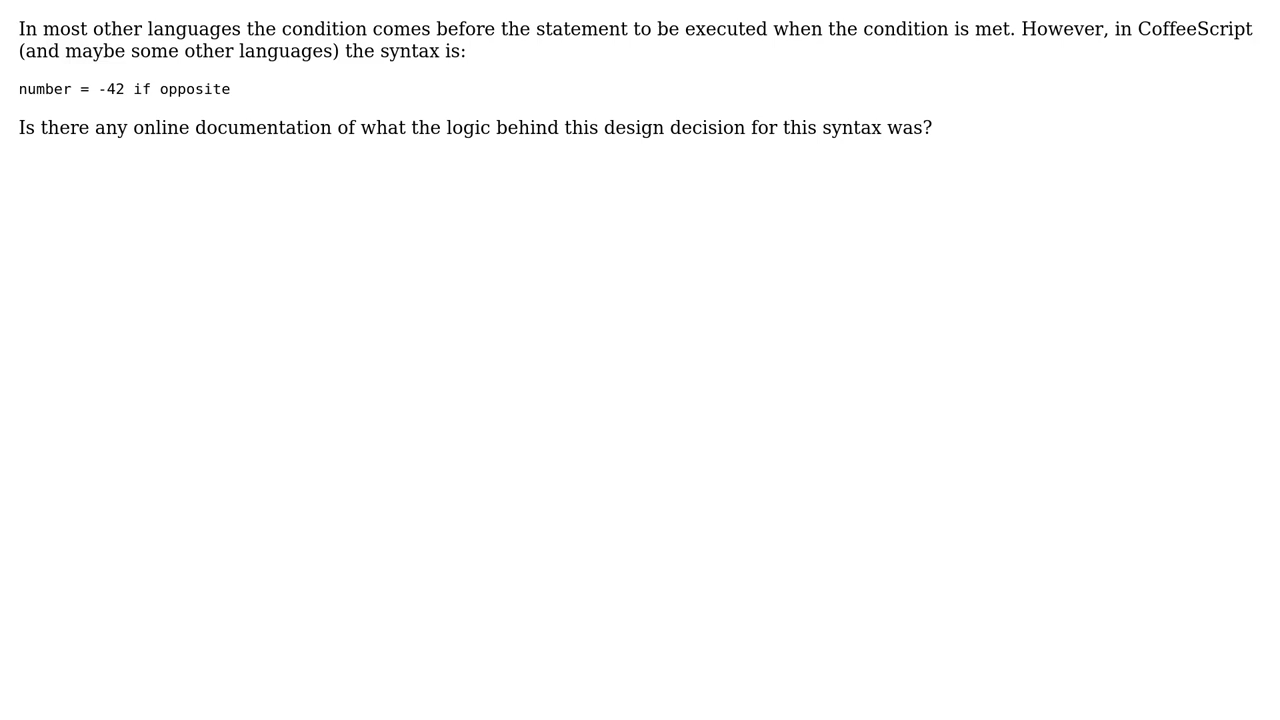 In most other languages the condition comes before the statement to be executed when the condition is met. However, in CoffeeScript
(and maybe some other languages) the syntax is:
number = -42 if opposite
Is there any online documentation of what the logic behind this design decision for this syntax was?